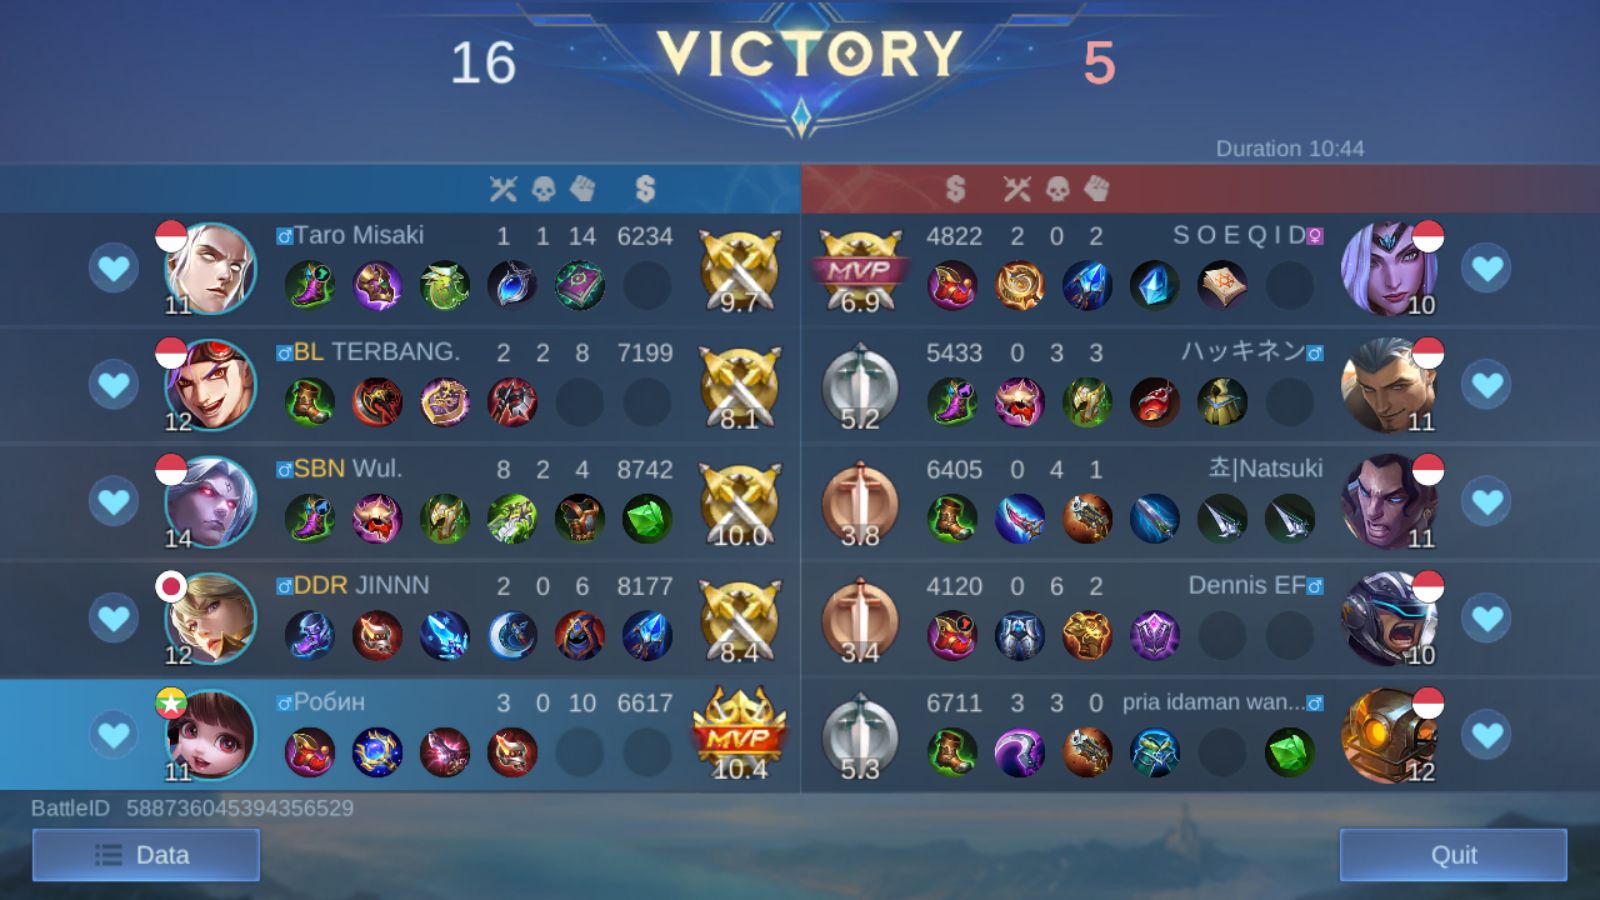 16 VICTORY 5
Duration 10:44
Taro Misaki 1 1 14 6234
11 9.7
BL TERBANG. 2 2 8 7199
12 8.1
SBN Wul. 8 2 4 8742
14 10.0
DDR JINNN 2 0 6 8177
12 8.4
Робин 3 0 10 6617
MVP
11 10.4
4822 2 0 2 S O E Q I D
MVP
6.9 10
5433 0 3 3 ハッキネン
5.2 11
6405 0 4 1 초|Natsuki
3.8 11
4120 0 6 2 Dennis EF
3.4 10
6711 3 3 0 pria idaman wan...
5.3 12
BattleID 588736045394356529
Data
Quit